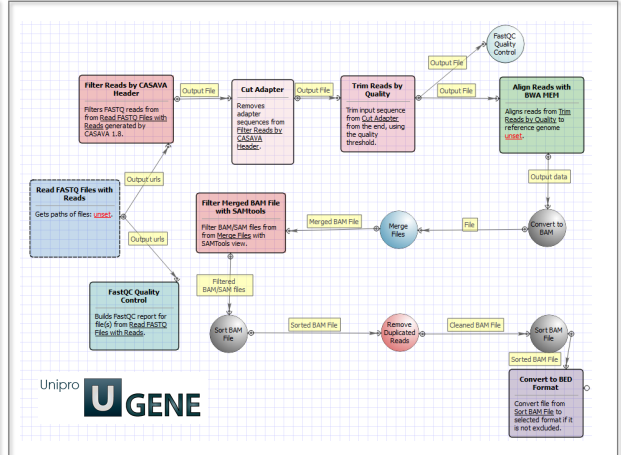 FastQC
Quality
Control
Output File
Filter Reads by CASAVA
Header
Filters FASTQ reads from
from Read FASTQ Files with
Reads generated by
CASAVA 1.8.
Output File
Cut Adapter
Removes
adapter
sequences from
Filter Reads by
CASAVA
Header.
Output File
Trim Reads by
Quality
Trim input sequence
from Cut Adapter
from the end, using
the quality
threshold.
Output File
Align Reads with
BWA MEM
Aligns reads from Trim
Reads by Quality to
reference genome
unset.
Output urls
Output data
Read FASTQ Files with
Reads
Gets paths of files: unset.
Output urls
Filter Merged BAM File
with SAMtools
Filter BAM/SAM files from
from Merge Files with
SAMTools view.
Merged BAM File
Merge
Files
File
Convert to
BAM
Filtered
BAM/SAM files
FastQC Quality
Control
Builds FastQC report for
file(s) from Read FASTQ
Files with Reads.
Sort BAM
File
Sorted BAM File
Remove
Duplicated
Reads
Cleaned BAM File
Sort BAM
File
Sorted BAM File
Convert to BED
Format
Convert file from
Sort BAM File to
selected format if it
is not excluded.
Unipro
U GENE